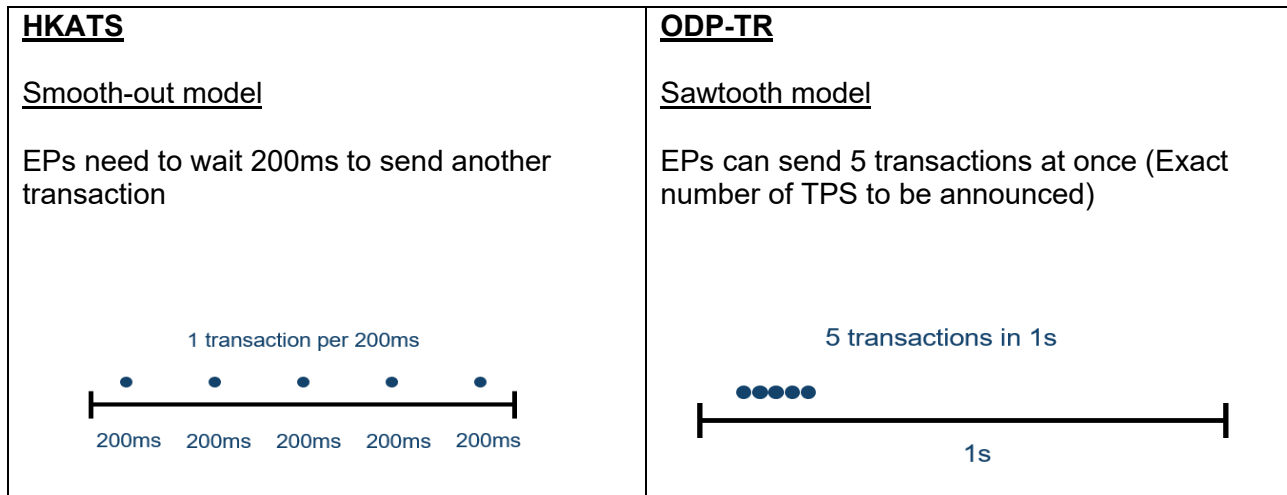 HKATS
Smooth-out model
EPs need to wait 200ms to send another
transaction
1 transaction per 200ms
200ms 200ms 200ms 200ms 200ms
ODP-TR
Sawtooth model
EPs can send 5 transactions at once (Exact
number of TPS to be announced)
5 transactions in 1s
1s